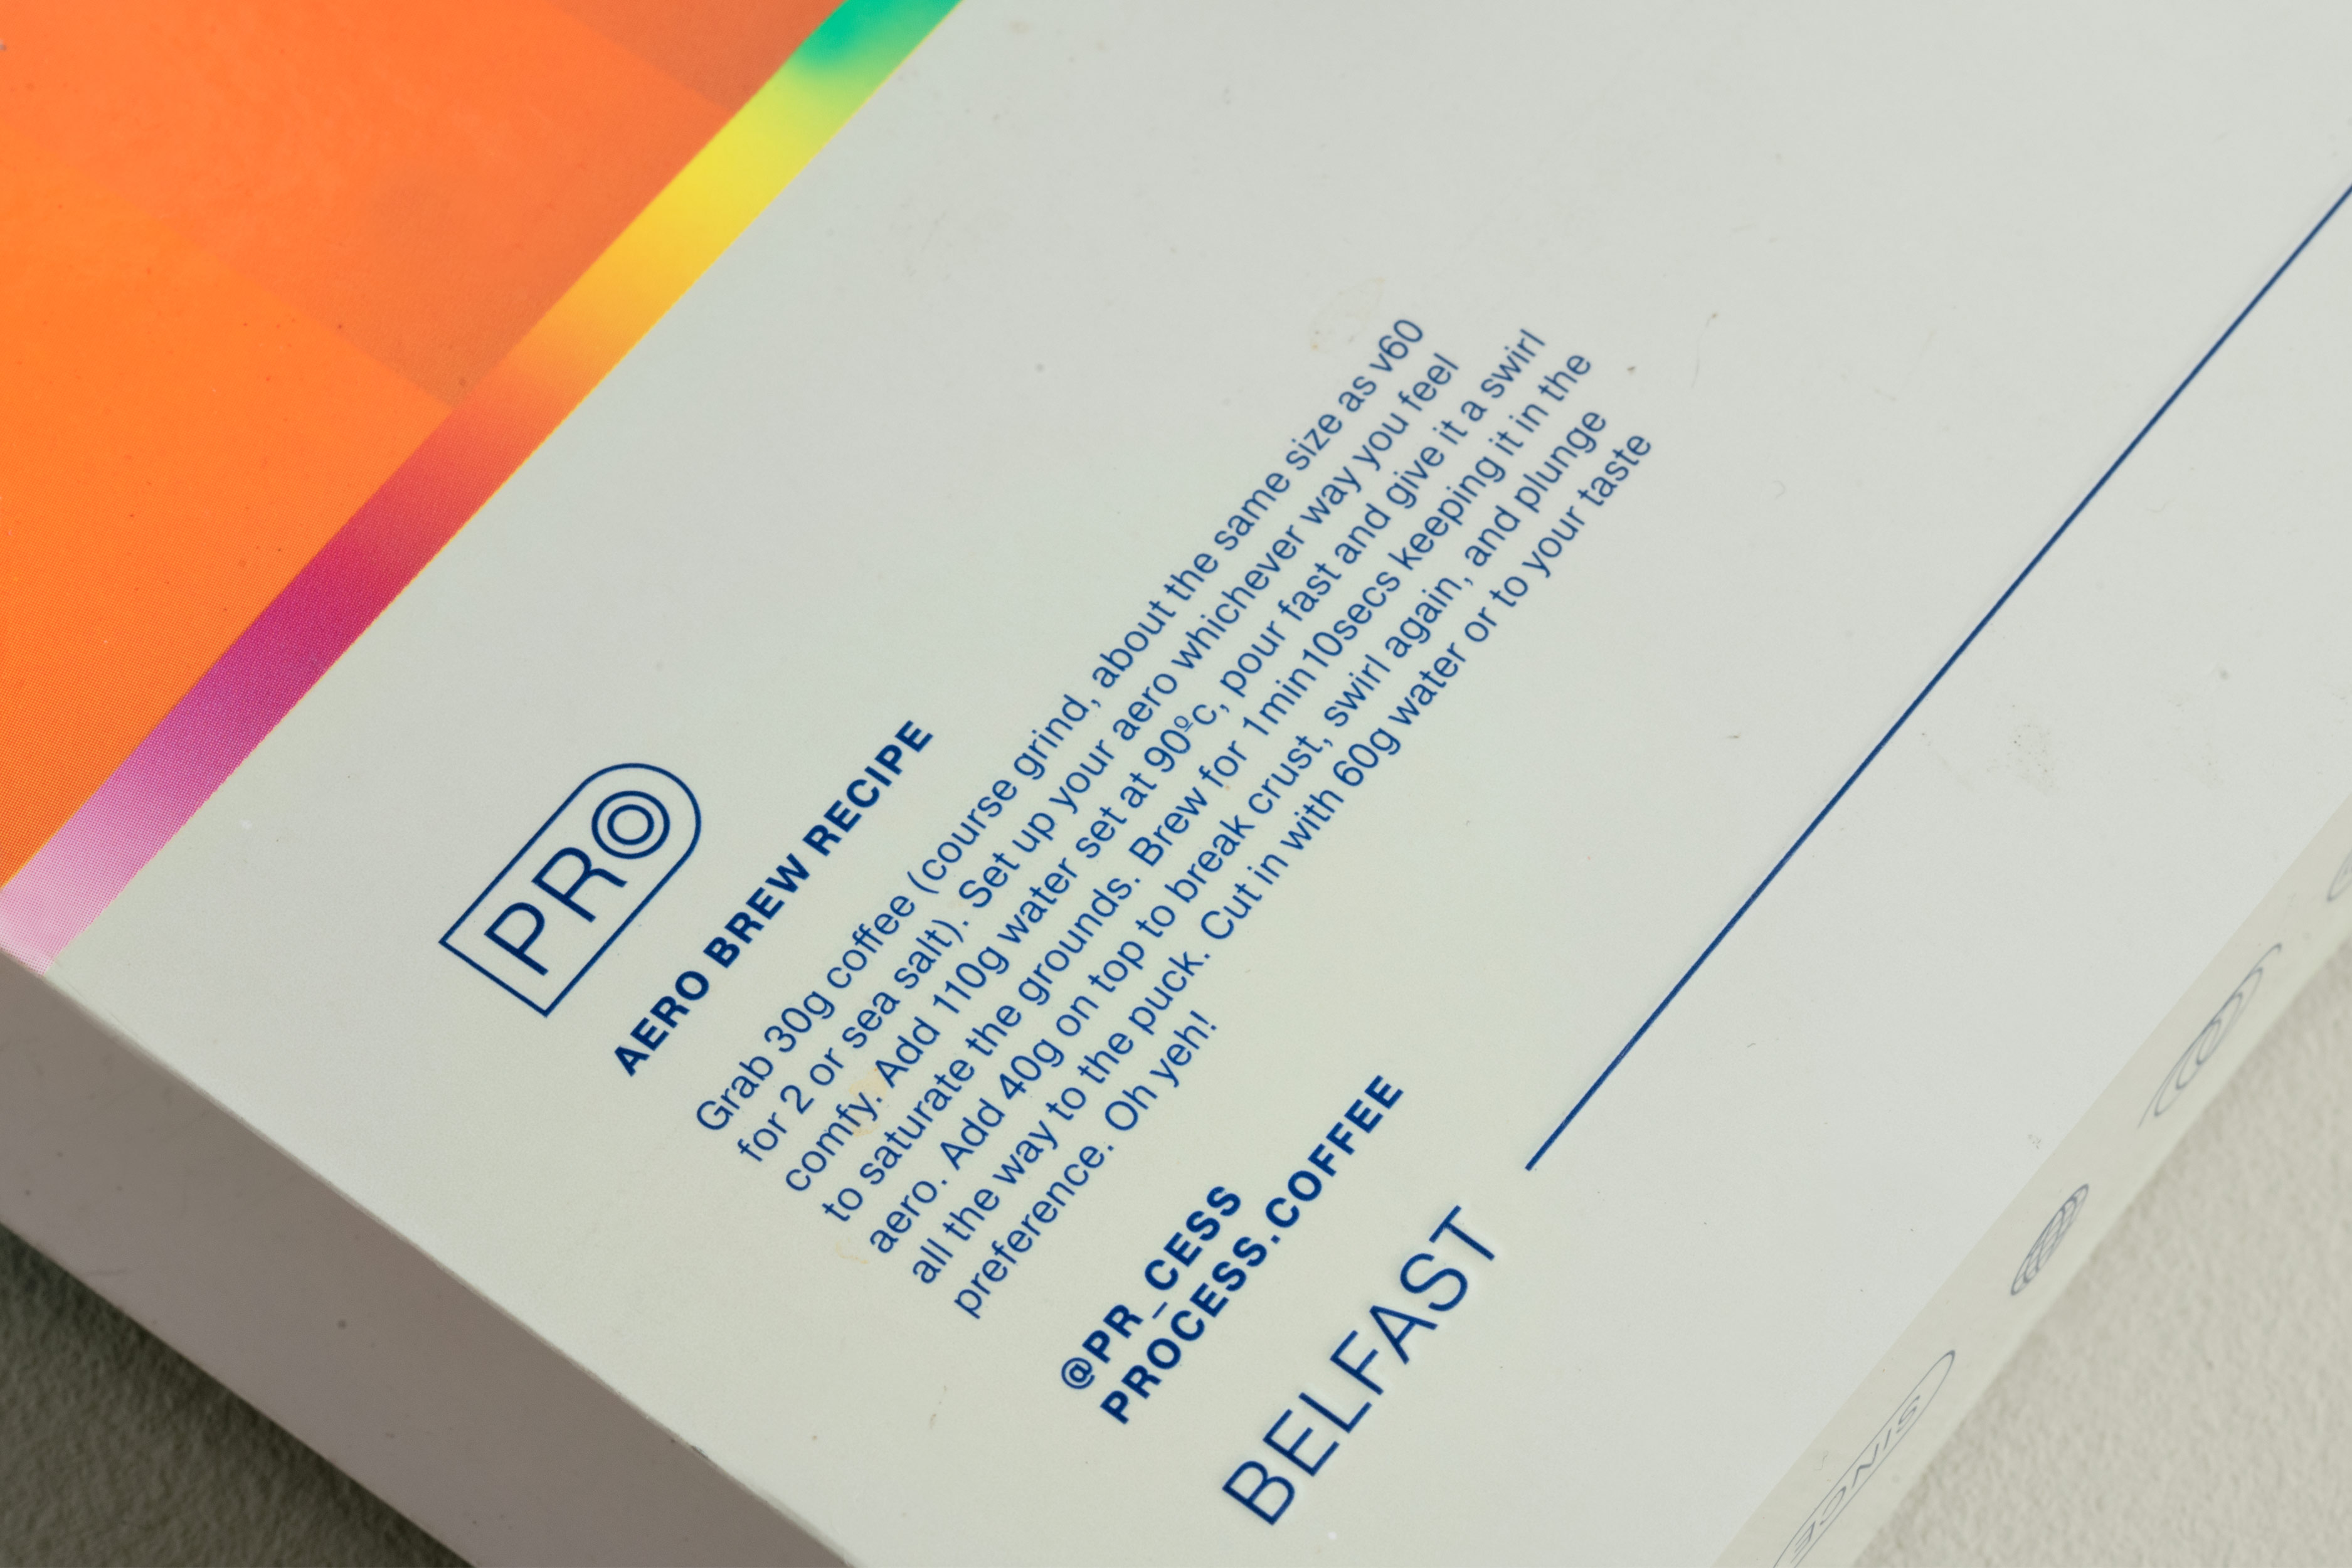 PRO
AERO BREW RECIPE
Grab 30g coffee (course grind, about the same size as v60
for 2 or sea salt). Set up your aero whichever way you feel
comfy. Add 110g water set at 90ºc, pour fast and give it a swirl
to saturate the grounds. Brew for 1min10secs keeping it in the
aero. Add 40g on top to break crust, swirl again, and plunge
all the way to the puck. Cut in with 60g water or to your taste
preference. Oh yeh!
@PR_CESS
PROCESS.COFFEE
BELFAST
SINCE